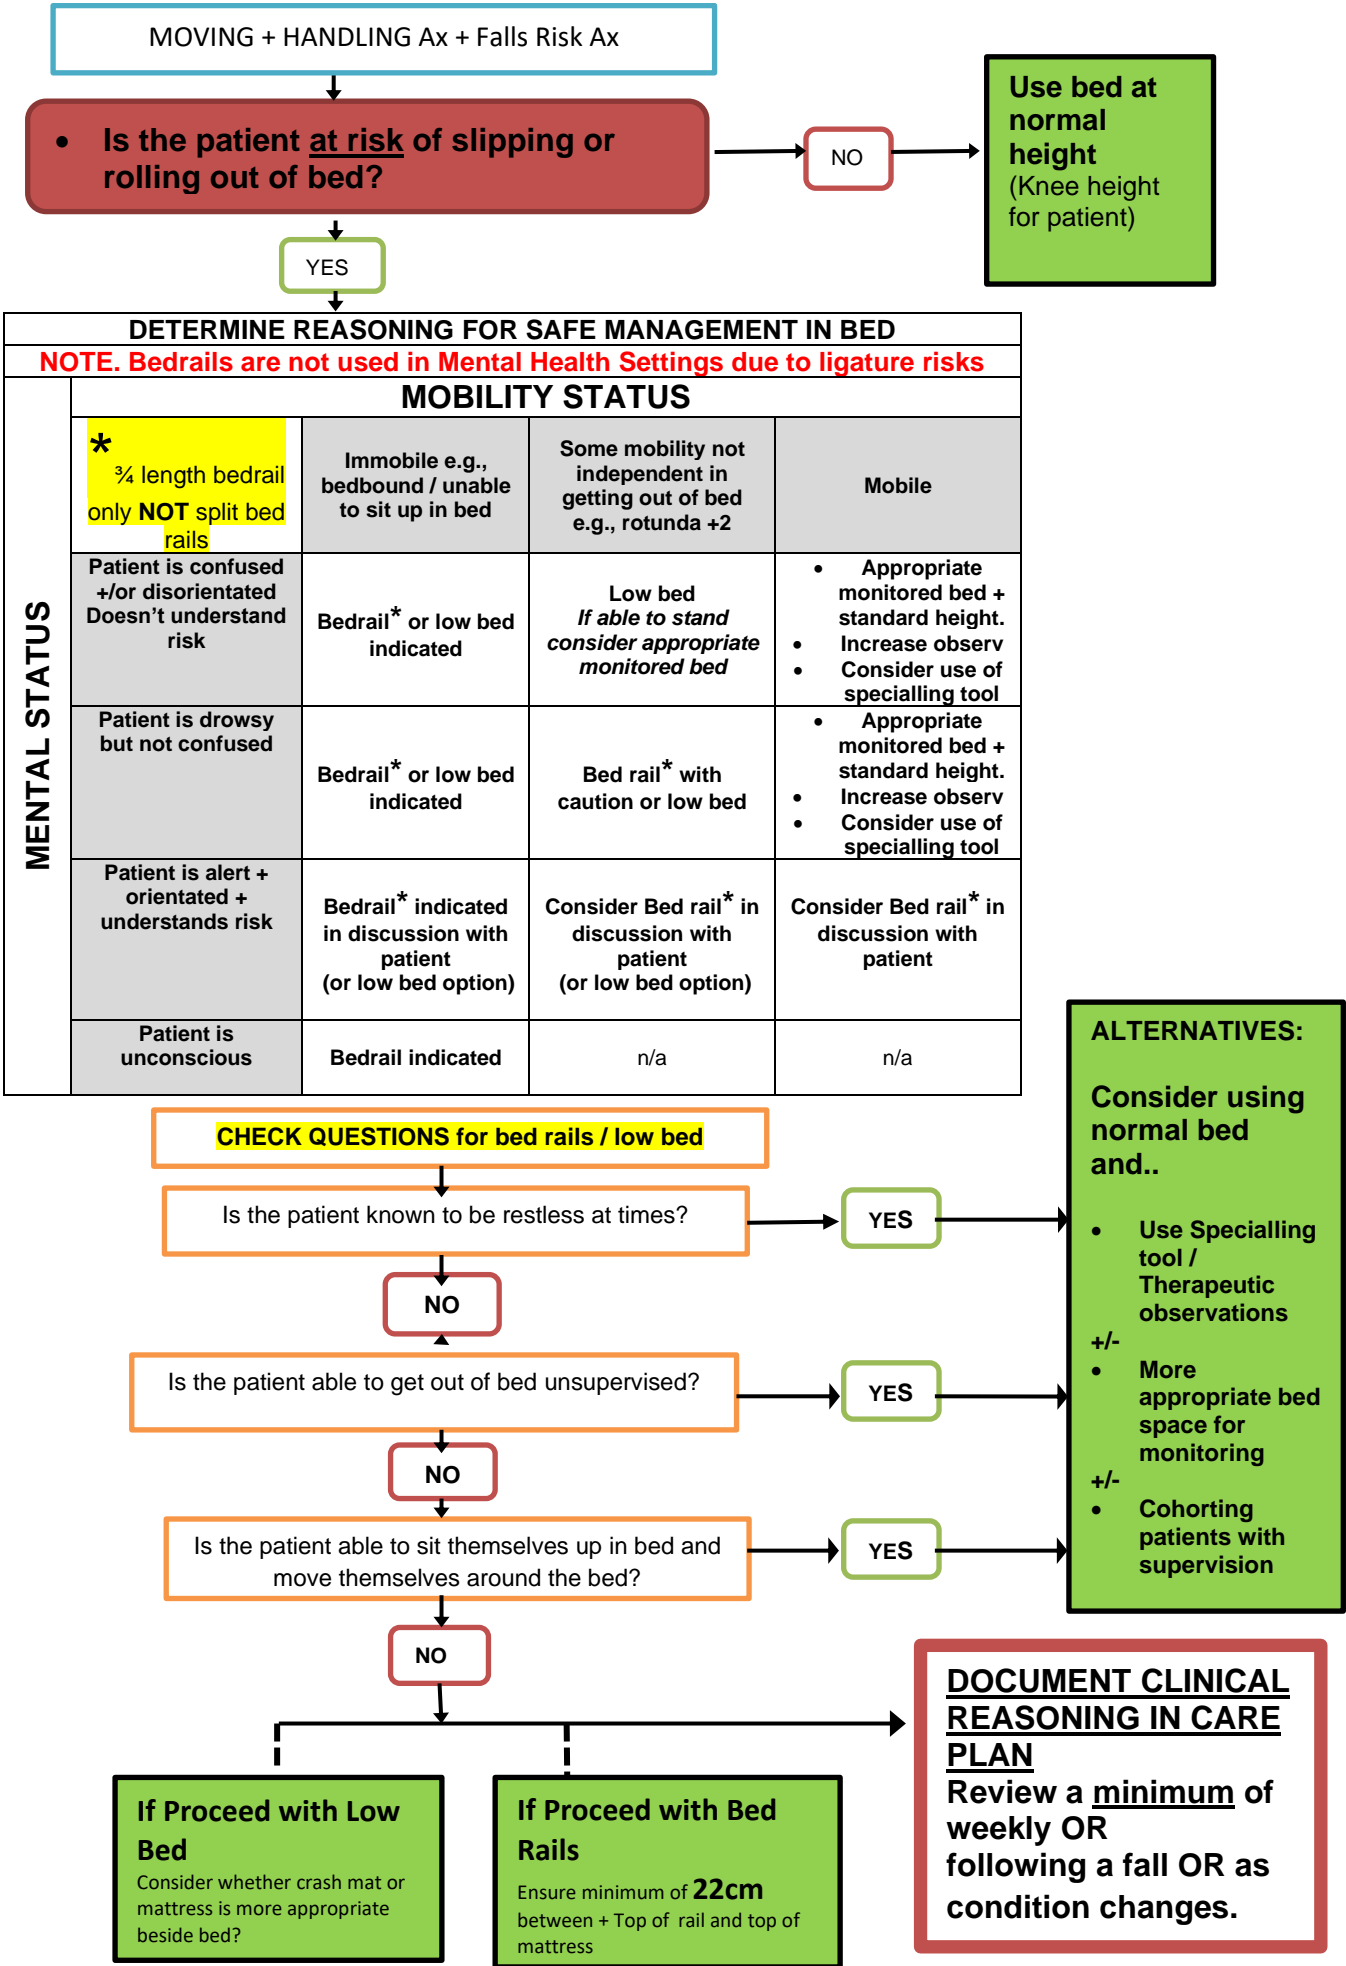 MOVING + HANDLING Ax + Falls Risk Ax
• Is the patient at risk of slipping or
rolling out of bed?
NO
Use bed at
normal
height
(Knee height
for patient)
YES
DETERMINE REASONING FOR SAFE MANAGEMENT IN BED
NOTE. Bedrails are not used in Mental Health Settings due to ligature risks
MENTAL STATUS
MOBILITY STATUS
*
¾ length bedrail
only NOT split bed
rails
Immobile e.g.,
bedbound / unable
to sit up in bed
Some mobility not
independent in
getting out of bed
e.g., rotunda +2
Mobile
Patient is confused
+/or disorientated
Doesn't understand
risk
Bedrail* or low bed
indicated
Low bed
If able to stand
consider appropriate
monitored bed
• Appropriate
monitored bed +
standard height.
• Increase observ
• Consider use of
specialling tool
Patient is drowsy
but not confused
Bedrail* or low bed
indicated
Bed rail* with
caution or low bed
• Appropriate
monitored bed +
standard height.
• Increase observ
• Consider use of
specialling tool
Patient is alert +
orientated +
understands risk
Bedrail* indicated
in discussion with
patient
(or low bed option)
Consider Bed rail* in
discussion with
patient
(or low bed option)
Consider Bed rail* in
discussion with
patient
Patient is
unconscious
Bedrail indicated
n/a
n/a
CHECK QUESTIONS for bed rails / low bed
Is the patient known to be restless at times?
YES
NO
Is the patient able to get out of bed unsupervised?
YES
NO
Is the patient able to sit themselves up in bed and
move themselves around the bed?
YES
NO
ALTERNATIVES:
Consider using
normal bed
and..
• Use Specialling
tool /
Therapeutic
observations
+/-
• More
appropriate bed
space for
monitoring
+/-
• Cohorting
patients with
supervision
If Proceed with Low
Bed
Consider whether crash mat or
mattress is more appropriate
beside bed?
If Proceed with Bed
Rails
Ensure minimum of 22cm
between + Top of rail and top of
mattress
DOCUMENT CLINICAL
REASONING IN CARE
PLAN
Review a minimum of
weekly OR
following a fall OR as
condition changes.